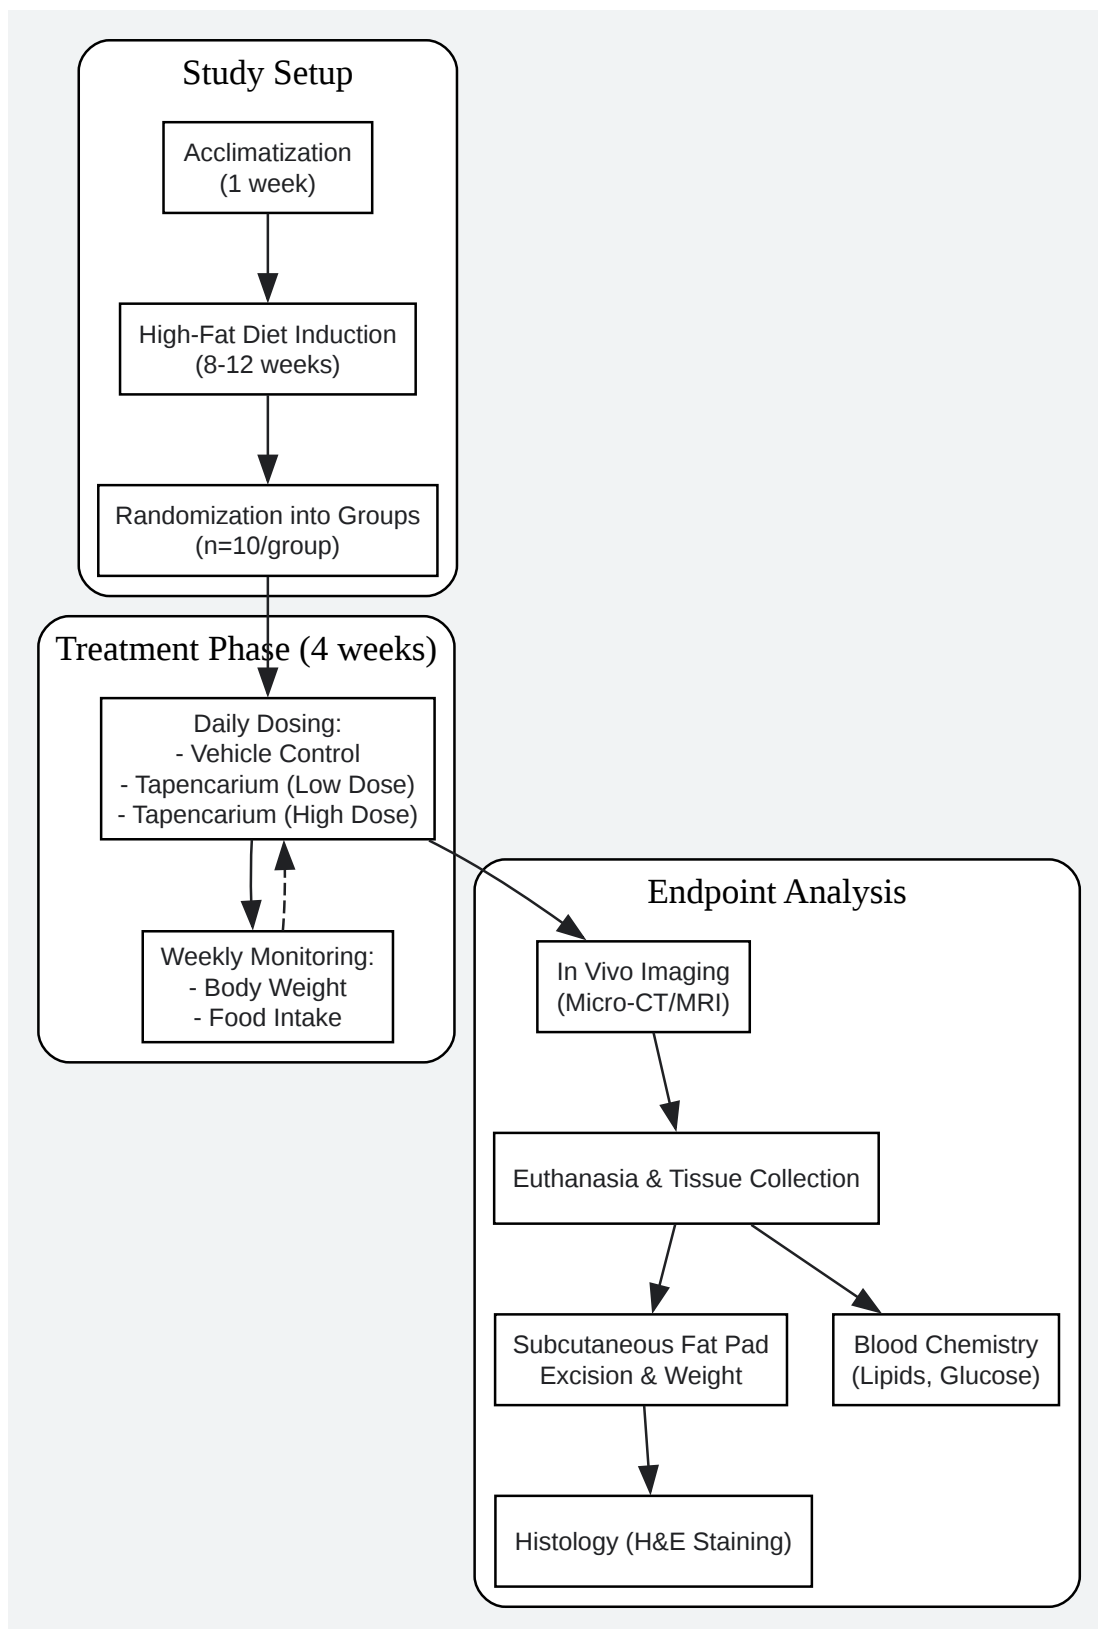 Study Setup
Acclimatization
(1 week)
High-Fat Diet Induction
(8-12 weeks)
Randomization into Groups
(n=10/group)
Treatment Phase (4 weeks)
Daily Dosing:
- Vehicle Control
- Tapencarium (Low Dose)
- Tapencarium (High Dose)
Weekly Monitoring:
- Body Weight
- Food Intake
Endpoint Analysis
In Vivo Imaging
(Micro-CT/MRI)
Euthanasia & Tissue Collection
Subcutaneous Fat Pad
Excision & Weight
Blood Chemistry
(Lipids, Glucose)
Histology (H&E Staining)